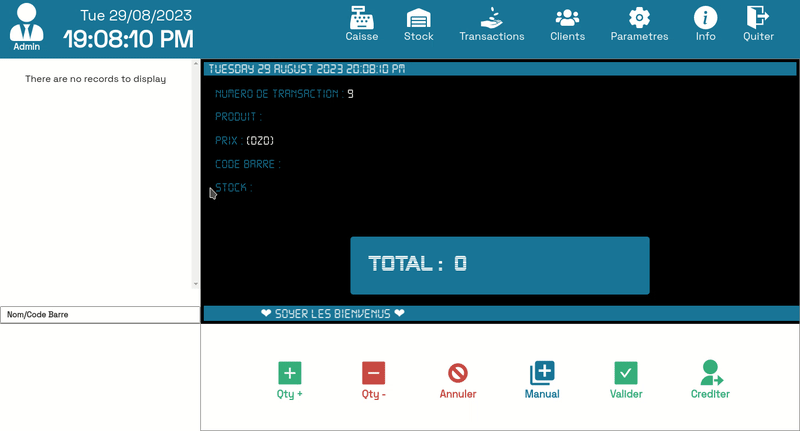 Admin
Tue 29/08/2023
19:08:10 PM
Caisse
Stock
Transactions
Clients
Parametres
Info
Quiter
There are no records to display
TUESDAY 29 AUGUST 2023 20:08:10 PM
NUMERO DE TRANSACTION : 9
PRODUIT :
PRIX : (DZD)
CODE BARRE :
STOCK :
TOTAL : 0
❤ SOYER LES BIENVENUS ❤
Nom/Code Barre
Qty +
Qty -
Annuler
Manual
Valider
Crediter